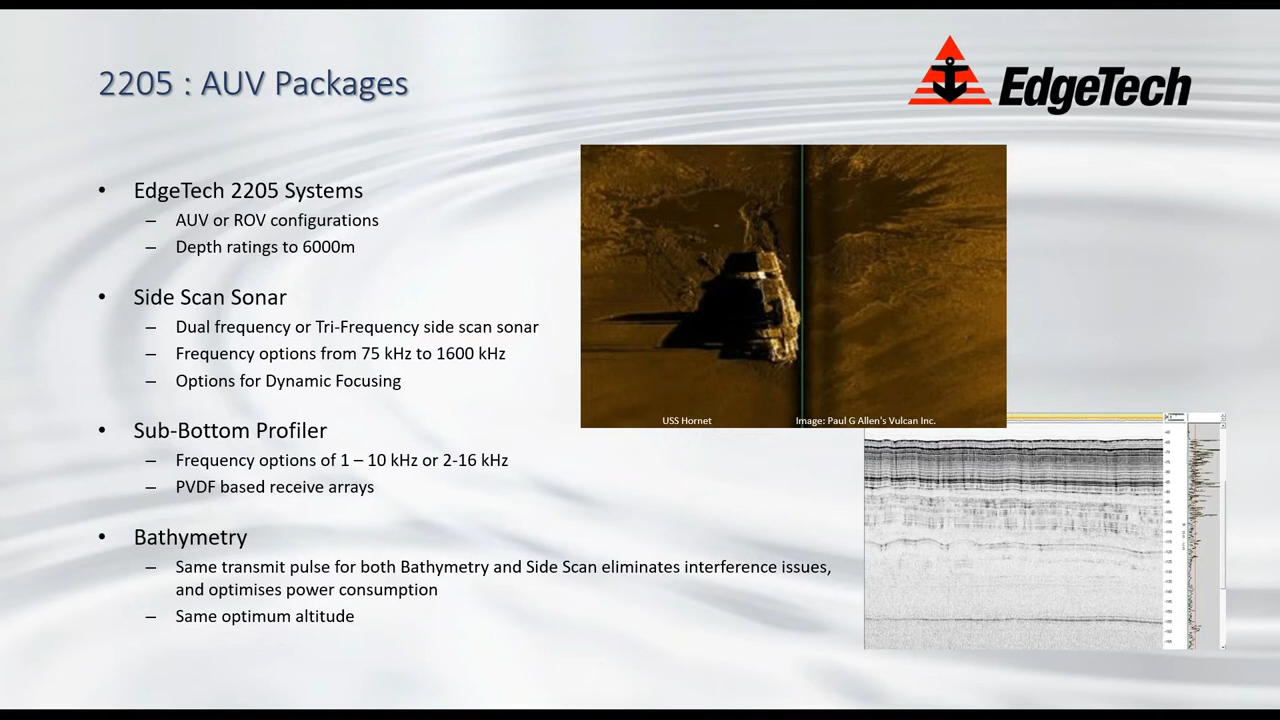 2205 : AUV Packages
EdgeTech
• EdgeTech 2205 Systems
– AUV or ROV configurations
– Depth ratings to 6000m
• Side Scan Sonar
– Dual frequency or Tri-Frequency side scan sonar
– Frequency options from 75 kHz to 1600 kHz
– Options for Dynamic Focusing
USS Hornet
Image: Paul G Allen's Vulcan Inc.
• Sub-Bottom Profiler
– Frequency options of 1 – 10 kHz or 2-16 kHz
– PVDF based receive arrays
• Bathymetry
– Same transmit pulse for both Bathymetry and Side Scan eliminates interference issues,
and optimises power consumption
– Same optimum altitude